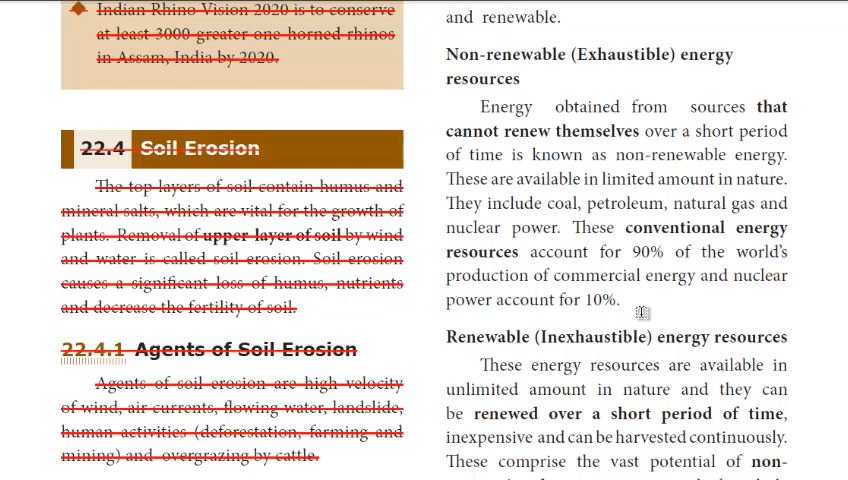 Indian Rhino Vision 2020 is to conserve
at least 3000 greater one horned rhinos
in Assam, India by 2020.
22.4 Soil Erosion
The top layers of soil contain humus and
mineral salts, which are vital for the growth of
plants. Removal of upper layer of soil by wind
and water is called soil erosion. Soil erosion
causes a significant loss of humus, nutrients
and decrease the fertility of soil.
22.4.1 Agents of Soil Erosion
Agents of soil erosion are high velocity
of wind, air currents, flowing water, landslide,
human activities (deforestation, farming and
mining) and overgrazing by cattle.
and renewable.
Non-renewable (Exhaustible) energy
resources
Energy obtained from sources that
cannot renew themselves over a short period
of time is known as non-renewable energy.
These are available in limited amount in nature.
They include coal, petroleum, natural gas and
nuclear power. These conventional energy
resources account for 90% of the world's
production of commercial energy and nuclear
power account for 10%.
Renewable (Inexhaustible) energy resources
These energy resources are available in
unlimited amount in nature and they can
be renewed over a short period of time,
inexpensive and can be harvested continuously.
These comprise the vast potential of non-